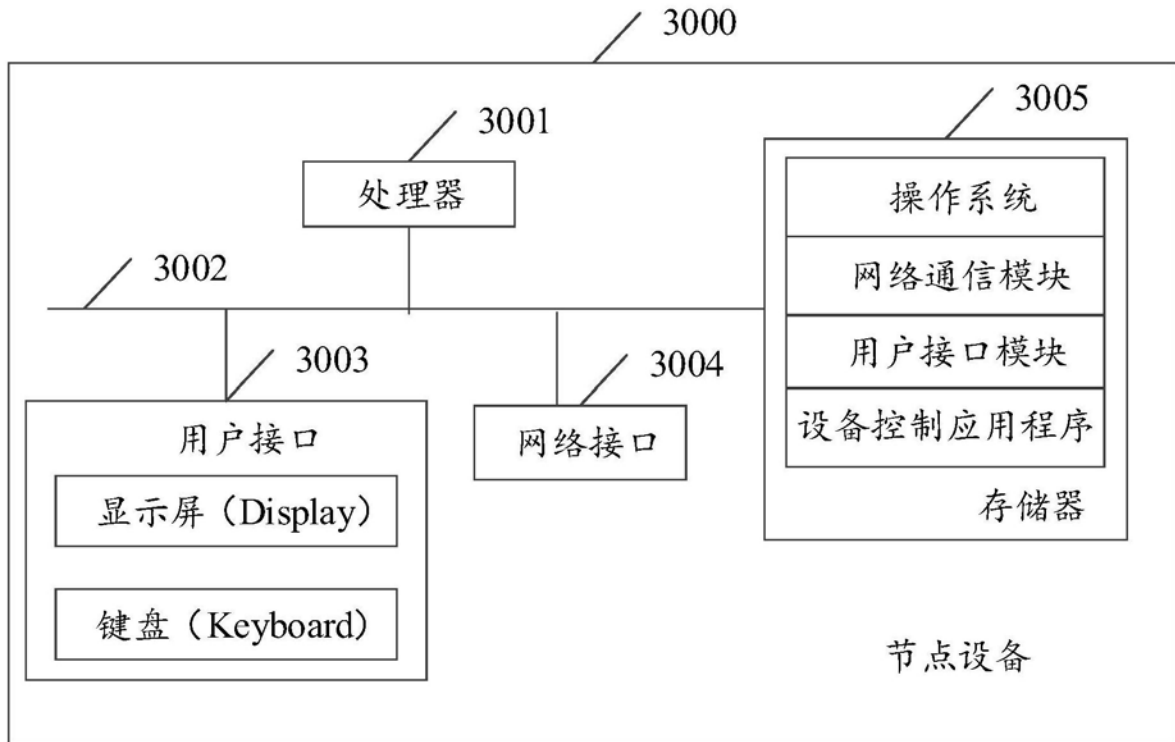 3000
3005
3001
处理器
操作系统
3002
网络通信模块
3003
3004
用户接口模块
用户接口
网络接口
设备控制应用程序
显示屏（Display）
存储器
键盘（Keyboard）
节点设备